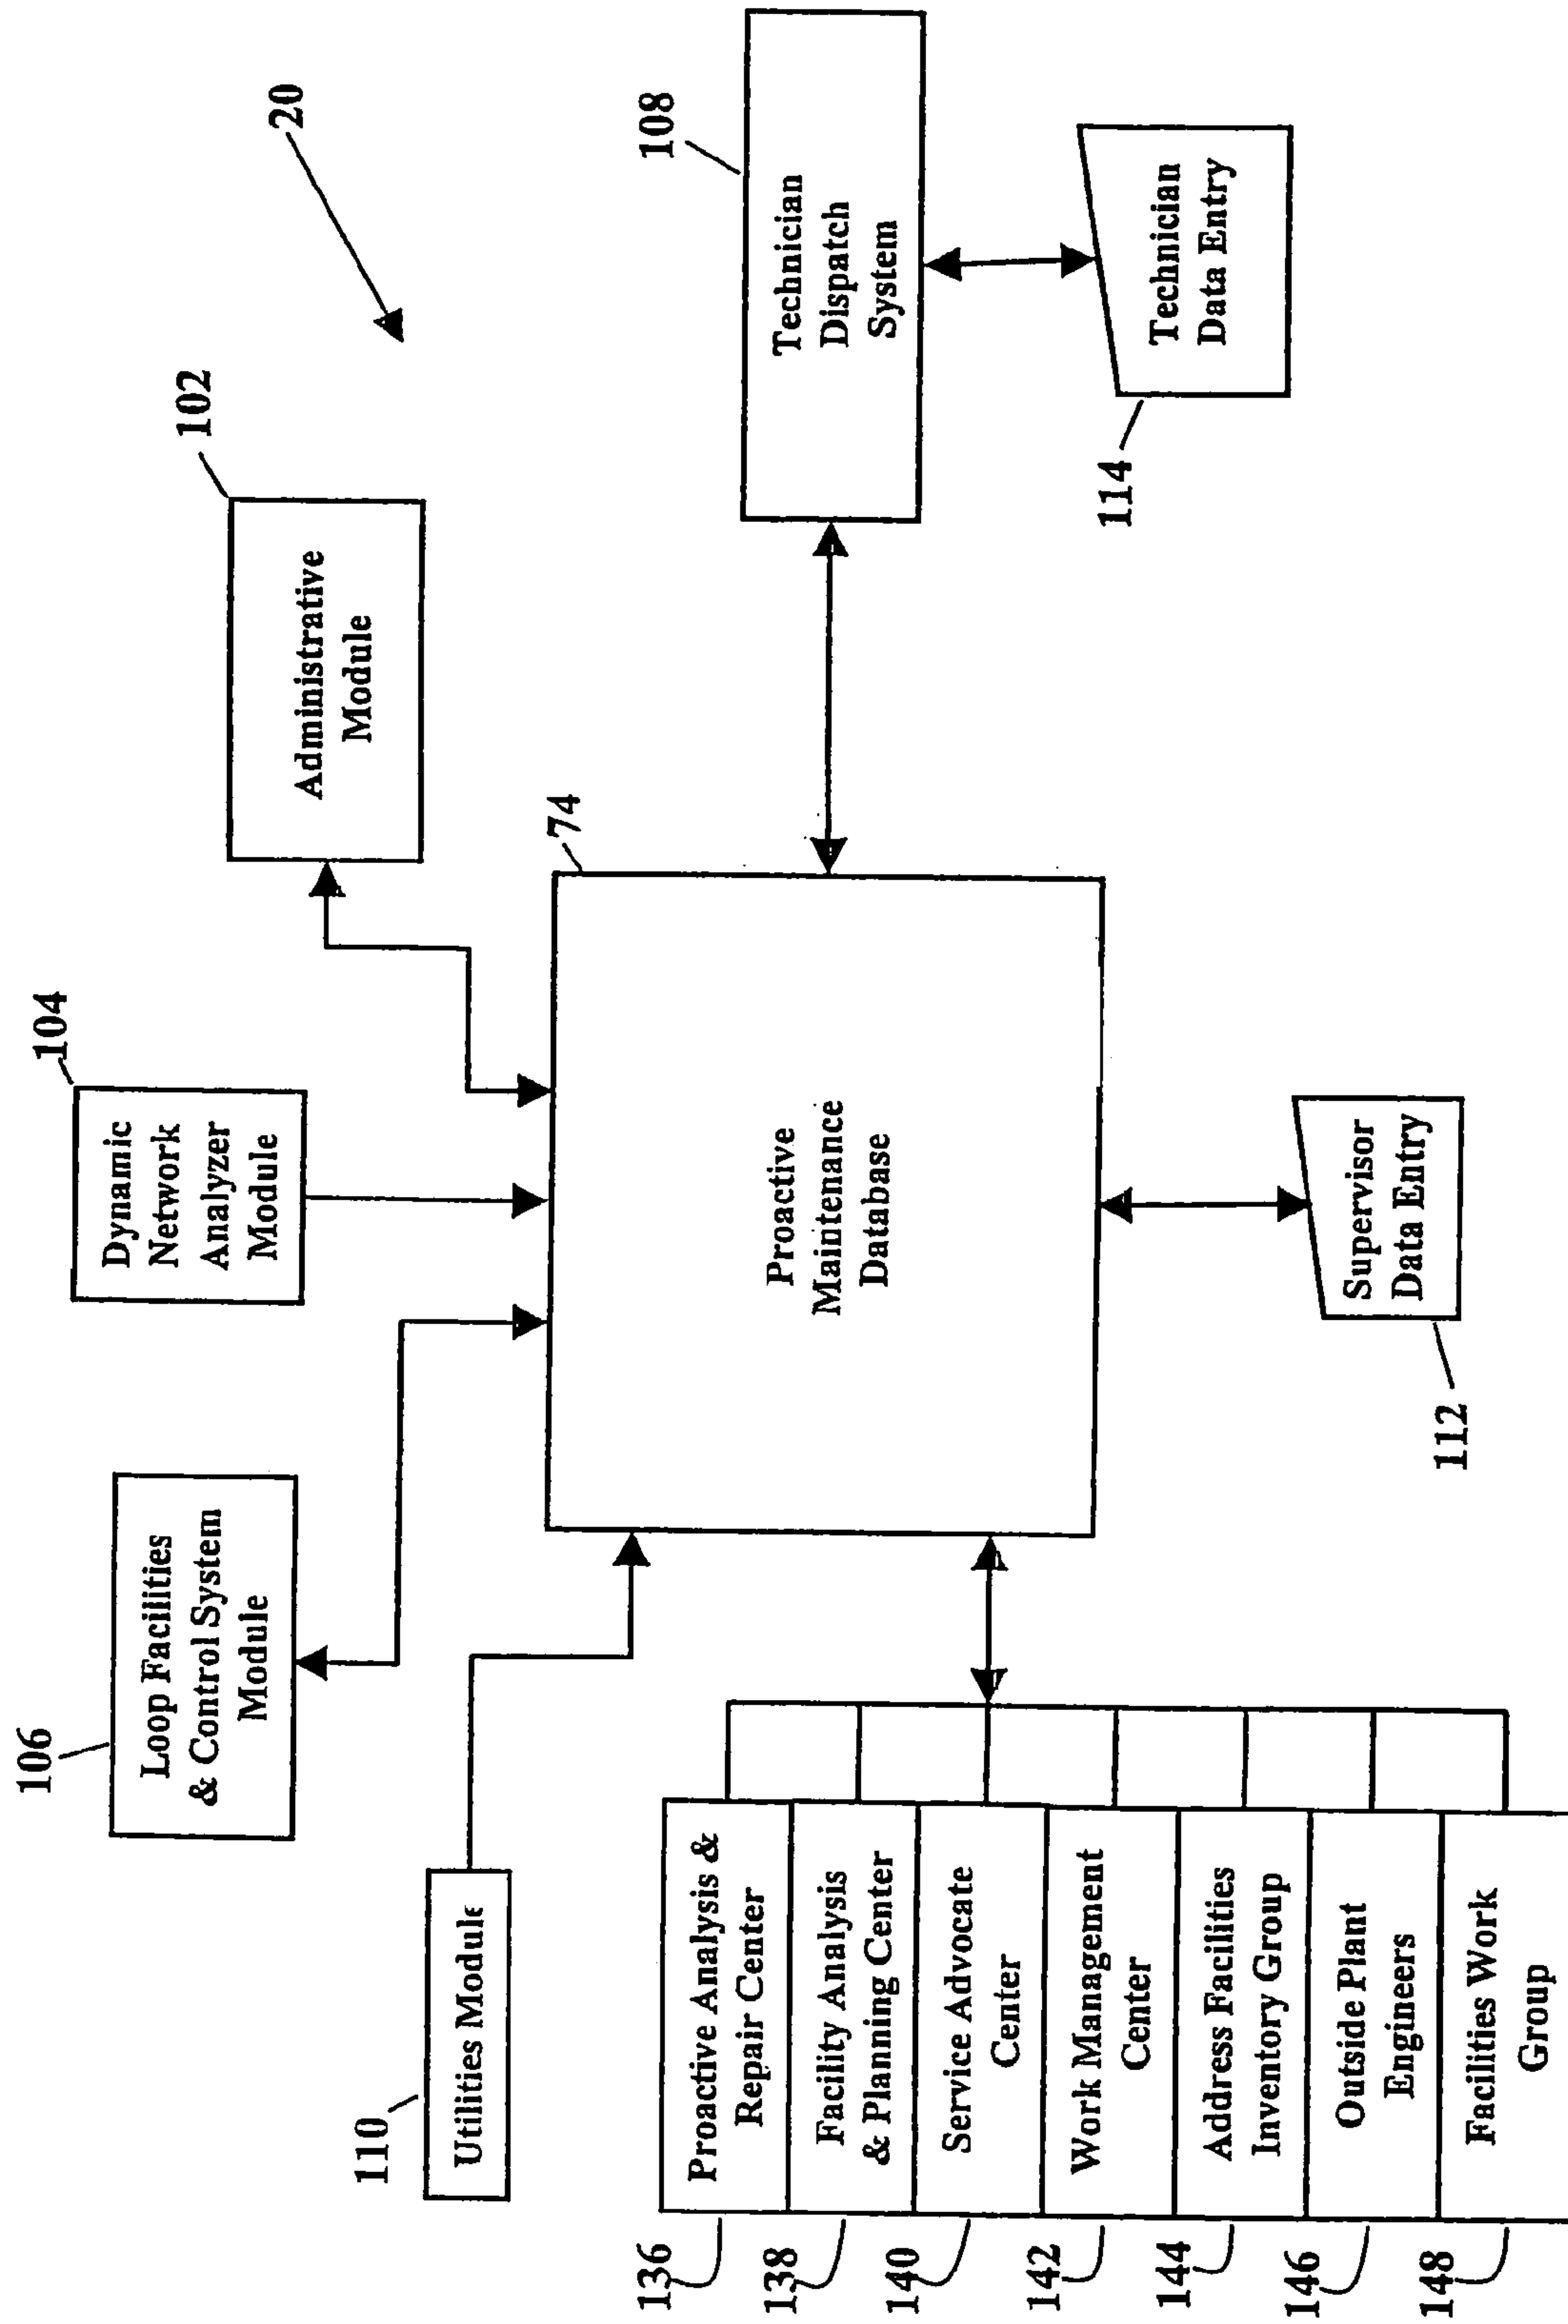 20
104
Dynamic
Network
Analyzer
Module
102
Administrative
Module
106
Loop Facilities
& Control System
Module
110
Utilities Module
74
Proactive
Maintenance
Database
108
Technician
Dispatch
System
114
Technician
Data Entry
112
Supervisor
Data Entry
136
Proactive Analysis &
Repair Center
138
Facility Analysis
& Planning Center
140
Service Advocate
Center
142
Work Management
Center
144
Address Facilities
Inventory Group
146
Outside Plant
Engineers
148
Facilities Work
Group